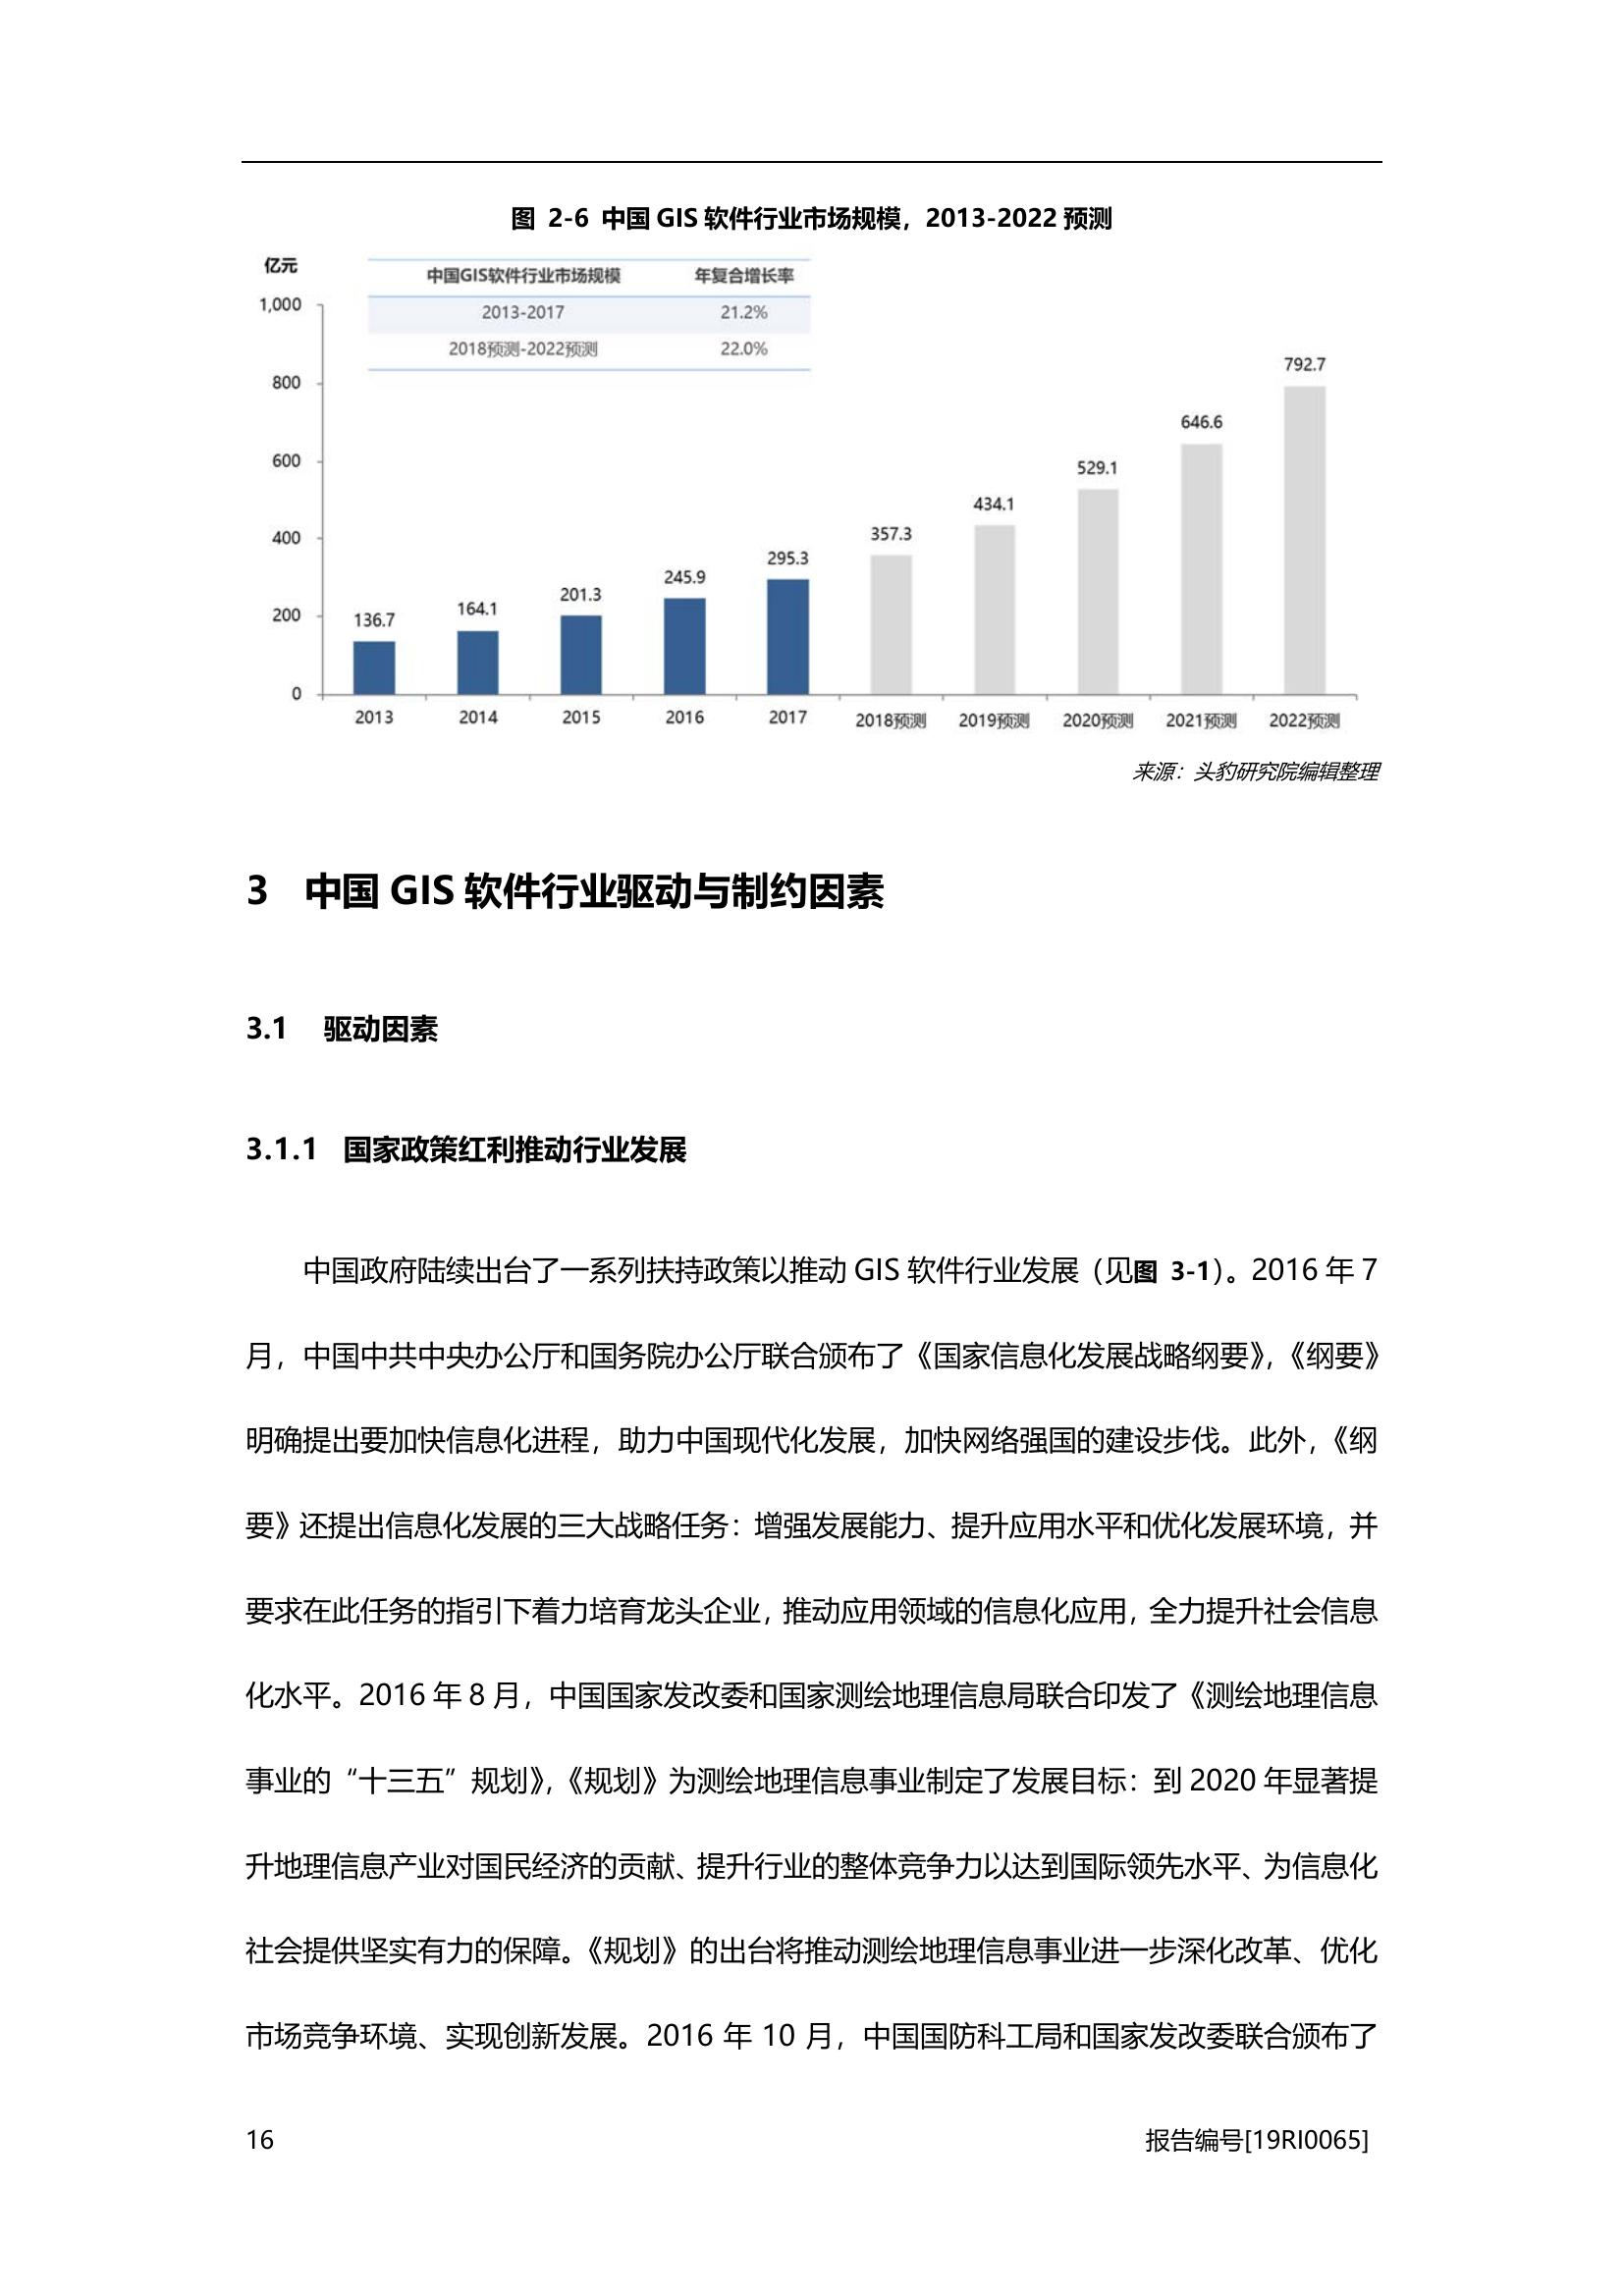 图 2-6 中国 GIS 软件行业市场规模，2013-2022 预测
亿元
中国GIS软件行业市场规模 年复合增长率
2013-2017 21.2%
2018预测-2022预测 22.0%
1,000
800
600
400
200
0
136.7
164.1
201.3
245.9
295.3
357.3
434.1
529.1
646.6
792.7
2013 2014 2015 2016 2017 2018预测 2019预测 2020预测 2021预测 2022预测
来源：头豹研究院编辑整理
3 中国 GIS 软件行业驱动与制约因素
3.1 驱动因素
3.1.1 国家政策红利推动行业发展
中国政府陆续出台了一系列扶持政策以推动 GIS 软件行业发展（见图 3-1）。2016 年 7
月，中国中共中央办公厅和国务院办公厅联合颁布了《国家信息化发展战略纲要》，《纲要》
明确提出要加快信息化进程，助力中国现代化发展，加快网络强国的建设步伐。此外，《纲
要》还提出信息化发展的三大战略任务：增强发展能力、提升应用水平和优化发展环境，并
要求在此任务的指引下着力培育龙头企业，推动应用领域的信息化应用，全力提升社会信息
化水平。2016 年 8 月，中国国家发改委和国家测绘地理信息局联合印发了《测绘地理信息
事业的“十三五”规划》，《规划》为测绘地理信息事业制定了发展目标：到 2020 年显著提
升地理信息产业对国民经济的贡献、提升行业的整体竞争力以达到国际领先水平、为信息化
社会提供坚实有力的保障。《规划》的出台将推动测绘地理信息事业进一步深化改革、优化
市场竞争环境、实现创新发展。2016 年 10 月，中国国防科工局和国家发改委联合颁布了
16 报告编号[19RI0065]